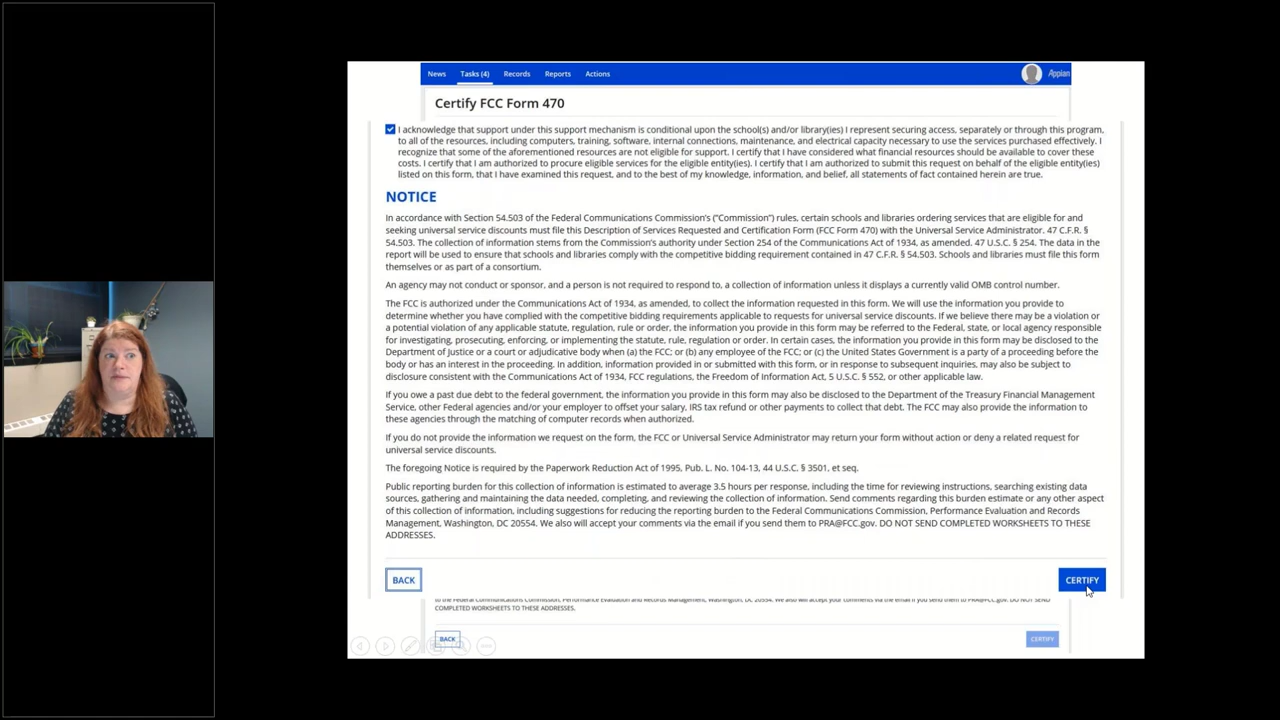 News Tasks (4) Records Reports Actions Appian
Certify FCC Form 470
I acknowledge that support under this support mechanism is conditional upon the school(s) and/or library(ies) I represent securing access, separately or through this program,
to all of the resources, including computers, training, software, internal connections, maintenance, and electrical capacity necessary to use the services purchased effectively. I
recognize that some of the aforementioned resources are not eligible for support. I certify that I have considered what financial resources should be available to cover these
costs. I certify that I am authorized to procure eligible services for the eligible entity(ies). I certify that I am authorized to submit this request on behalf of the eligible entity(ies)
listed on this form, that I have examined this request, and to the best of my knowledge, information, and belief, all statements of fact contained herein are true.
NOTICE
In accordance with Section 54.503 of the Federal Communications Commission's ("Commission") rules, certain schools and libraries ordering services that are eligible for and
seeking universal service discounts must file this Description of Services Requested and Certification Form (FCC Form 470) with the Universal Service Administrator. 47 C.F.R. §
54.503. The collection of information stems from the Commission's authority under Section 254 of the Communications Act of 1934, as amended. 47 U.S.C. § 254. The data in the
report will be used to ensure that schools and libraries comply with the competitive bidding requirement contained in 47 C.F.R. § 54.503. Schools and libraries must file this form
themselves or as part of a consortium.
An agency may not conduct or sponsor, and a person is not required to respond to, a collection of information unless it displays a currently valid OMB control number.
The FCC is authorized under the Communications Act of 1934, as amended, to collect the information requested in this form. We will use the information you provide to
determine whether you have complied with the competitive bidding requirements applicable to requests for universal service discounts. If we believe there may be a violation or
a potential violation of any applicable statute, regulation, rule or order, the information you provide in this form may be referred to the Federal, state, or local agency responsible
for investigating, prosecuting, enforcing, or implementing the statute, rule, regulation or order. In certain cases, the information you provide in this form may be disclosed to the
Department of Justice or a court or adjudicative body when (a) the FCC; or (b) any employee of the FCC; or (c) the United States Government is a party of a proceeding before the
body or has an interest in the proceeding. In addition, information provided in or submitted with this form, or in response to subsequent inquiries, may also be subject to
disclosure consistent with the Communications Act of 1934, FCC regulations, the Freedom of Information Act, 5 U.S.C. § 552, or other applicable law.
If you owe a past due debt to the federal government, the information you provide in this form may also be disclosed to the Department of the Treasury Financial Management
Service, other Federal agencies and/or your employer to offset your salary, IRS tax refund or other payments to collect that debt. The FCC may also provide the information to
these agencies through the matching of computer records when authorized.
If you do not provide the information we request on the form, the FCC or Universal Service Administrator may return your form without action or deny a related request for
universal service discounts.
The foregoing Notice is required by the Paperwork Reduction Act of 1995, Pub. L. No. 104-13, 44 U.S.C. § 3501, et seq.
Public reporting burden for this collection of information is estimated to average 3.5 hours per response, including the time for reviewing instructions, searching existing data
sources, gathering and maintaining the data needed, completing, and reviewing the collection of information. Send comments regarding this burden estimate or any other aspect
of this collection of information, including suggestions for reducing the reporting burden to the Federal Communications Commission, Performance Evaluation and Records
Management, Washington, DC 20554. We also will accept your comments via the email if you send them to PRA@FCC.gov. DO NOT SEND COMPLETED WORKSHEETS TO THESE
ADDRESSES.
BACK CERTIFY
to the Federal Communications Commission, Performance Evaluation and Records Management, Washington, DC 20554. We also will accept your comments via the email if you send them to PRA@FCC.gov. DO NOT SEND
COMPLETED WORKSHEETS TO THESE ADDRESSES.
BACK CERTIFY